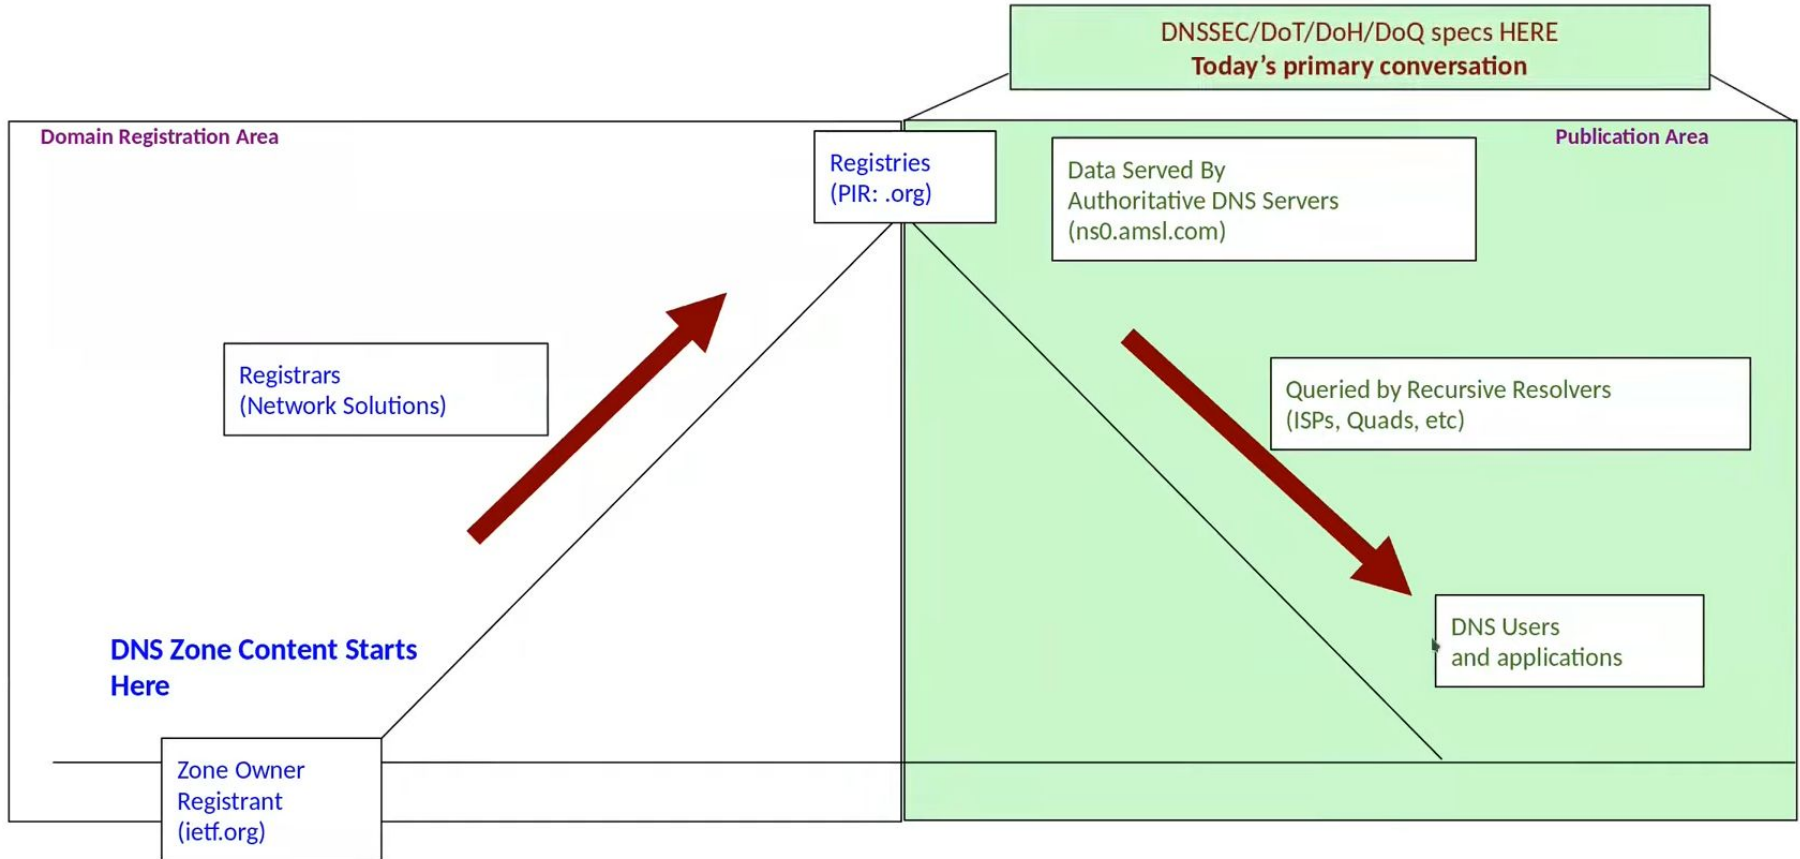 DNSSEC/DoT/DoH/DoQ specs HERE
Today’s primary conversation
Domain Registration Area
Publication Area
Registries
(PIR: .org)
Data Served By
Authoritative DNS Servers
(ns0.amsl.com)
Registrars
(Network Solutions)
Queried by Recursive Resolvers
(ISPs, Quads, etc)
DNS Users
and applications
DNS Zone Content Starts
Here
Zone Owner
Registrant
(ietf.org)